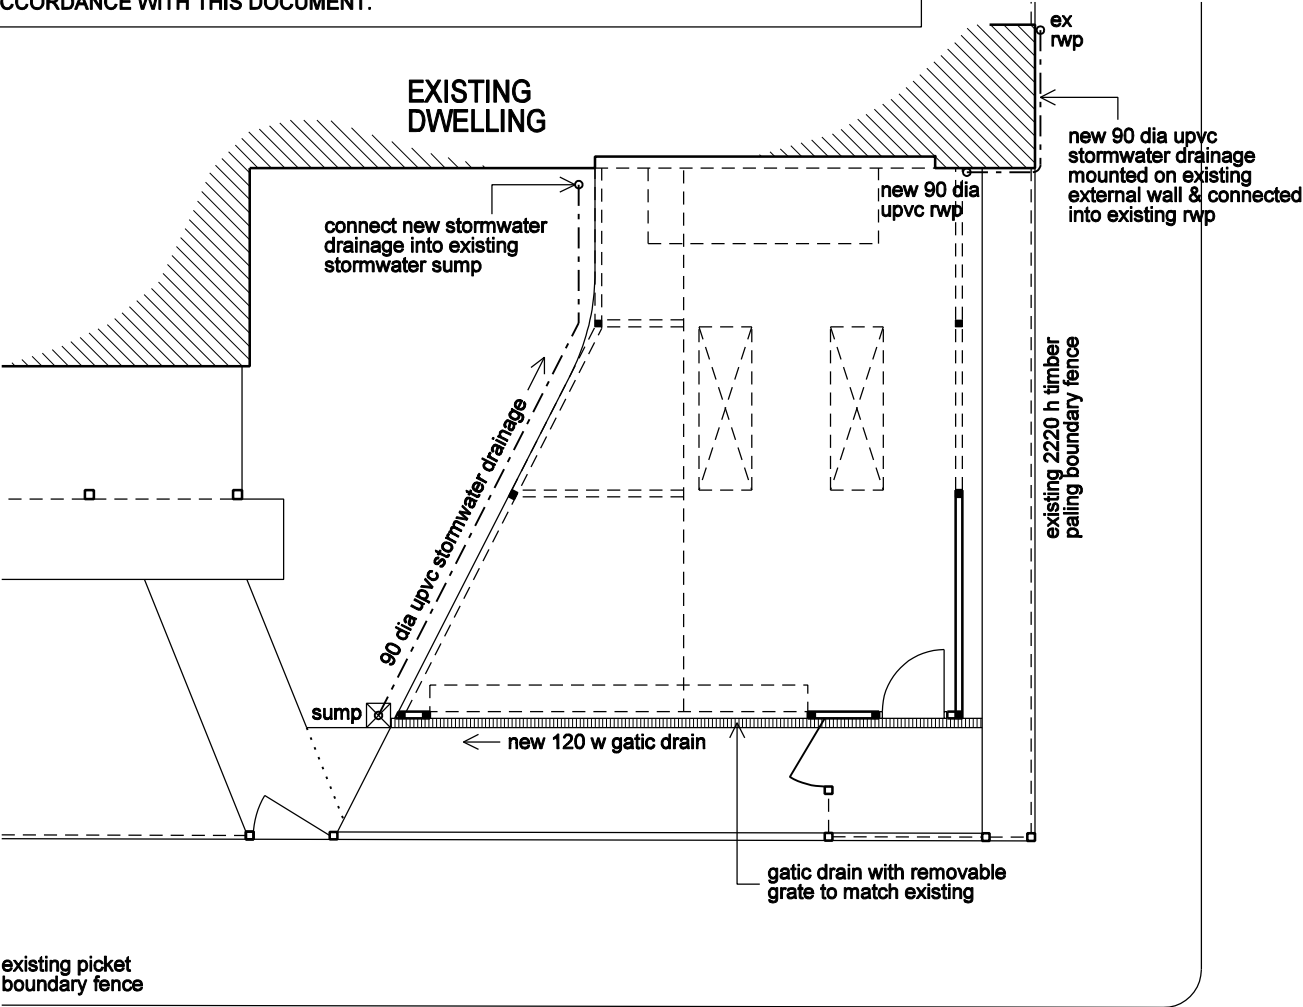 CCORDANCE WITH THIS DOCUMENT.
ex
rwp
EXISTING
DWELLING
new 90 dia upvc
stormwater drainage
mounted on existing
external wall & connected
into existing rwp
new 90 dia
upvc rwp
connect new stormwater
drainage into existing
stormwater sump
existing 2220 h timber
paling boundary fence
90 dia upvc stormwater drainage
sump
new 120 w gatic drain
gatic drain with removable
grate to match existing
existing picket
boundary fence